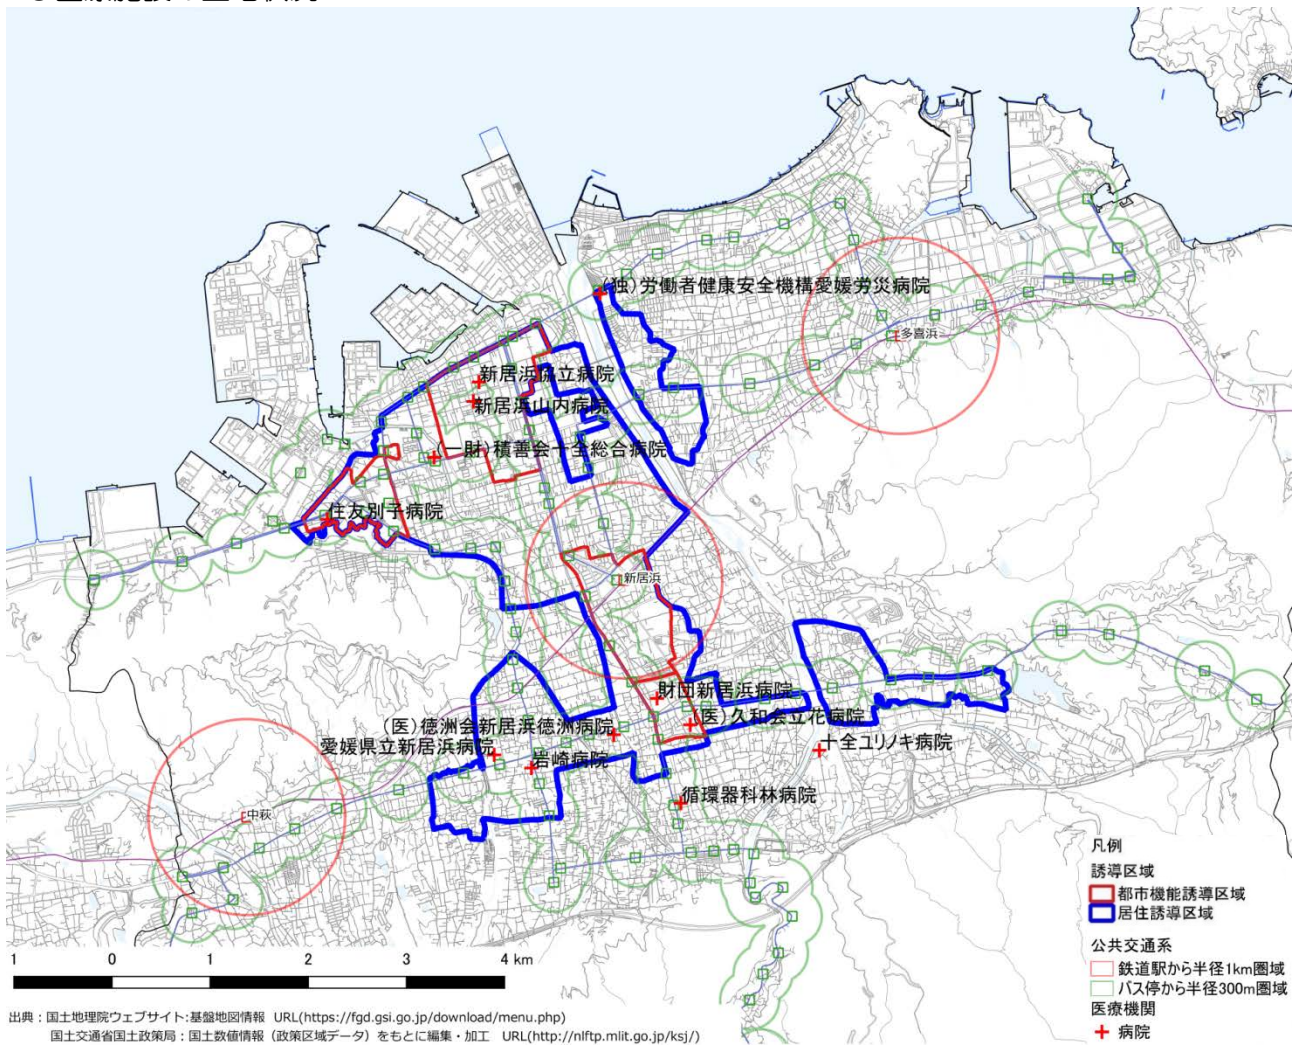 (独)労働者健康安全機構愛媛労災病院
多喜浜
新居浜協立病院
新居浜山内病院
(一財)積善会十全総合病院
住友別子病院
新居浜
財団新居浜病院
(医)久和会立花病院
(医)徳洲会新居浜徳洲病院
愛媛県立新居浜病院
岩崎病院
十全ユリノキ病院
循環器科林病院
中萩
凡例
誘導区域
都市機能誘導区域
居住誘導区域
公共交通系
鉄道駅から半径1km圏域
バス停から半径300m圏域
医療機関
病院
1 0 1 2 3 4 km
出典：国土地理院ウェブサイト:基盤地図情報 URL(https://fgd.gsi.go.jp/download/menu.php)
国土交通省国土政策局：国土数値情報（政策区域データ）をもとに編集・加工 URL(http://nlftp.mlit.go.jp/ksj/)